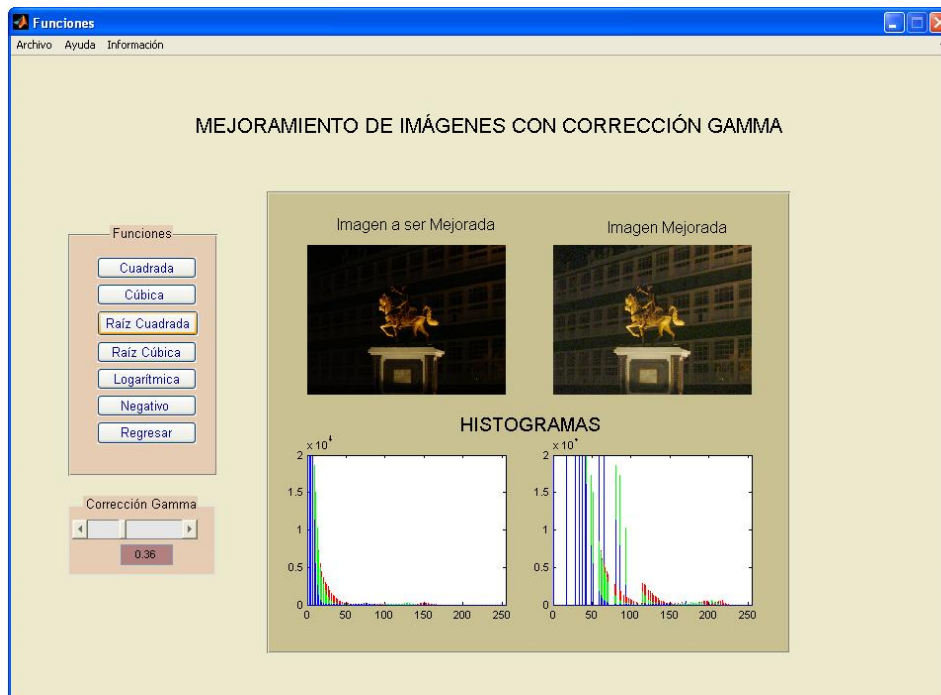 Funciones
Archivo Ayuda Información
MEJORAMIENTO DE IMÁGENES CON CORRECCIÓN GAMMA
Funciones
Cuadrada
Cúbica
Raíz Cuadrada
Raíz Cúbica
Logarítmica
Negativo
Regresar
Corrección Gamma
0.36
Imagen a ser Mejorada
Imagen Mejorada
HISTOGRAMAS
x 10
2
1.5
1
0.5
0
0 50 100 150 200 250
x 10
2
1.5
1
0.5
0
0 50 100 150 200 250